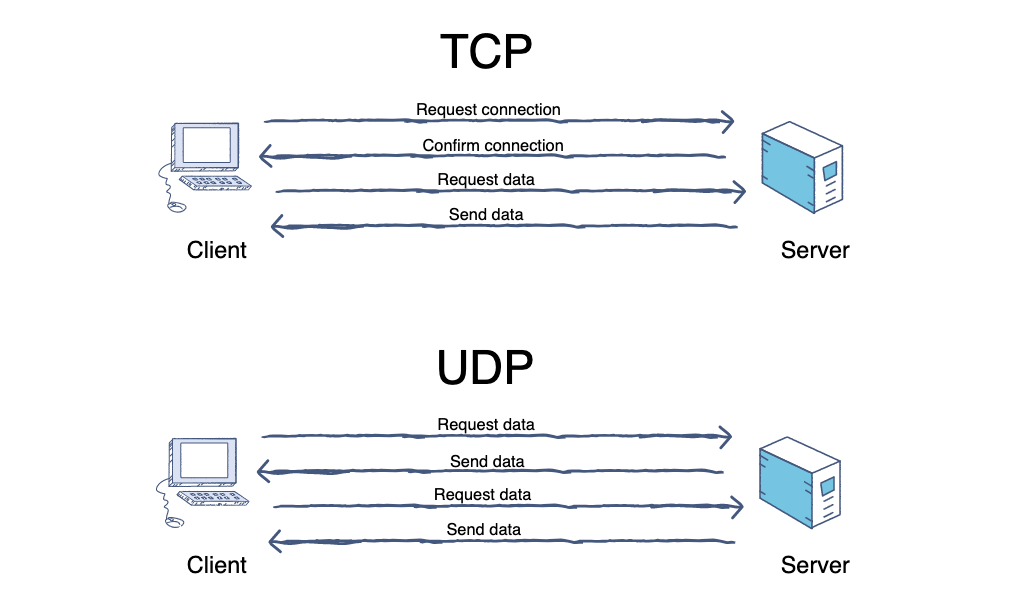 TCP
Request connection
Confirm connection
Request data
Send data
Client
Server
UDP
Request data
Send data
Request data
Send data
Client
Server